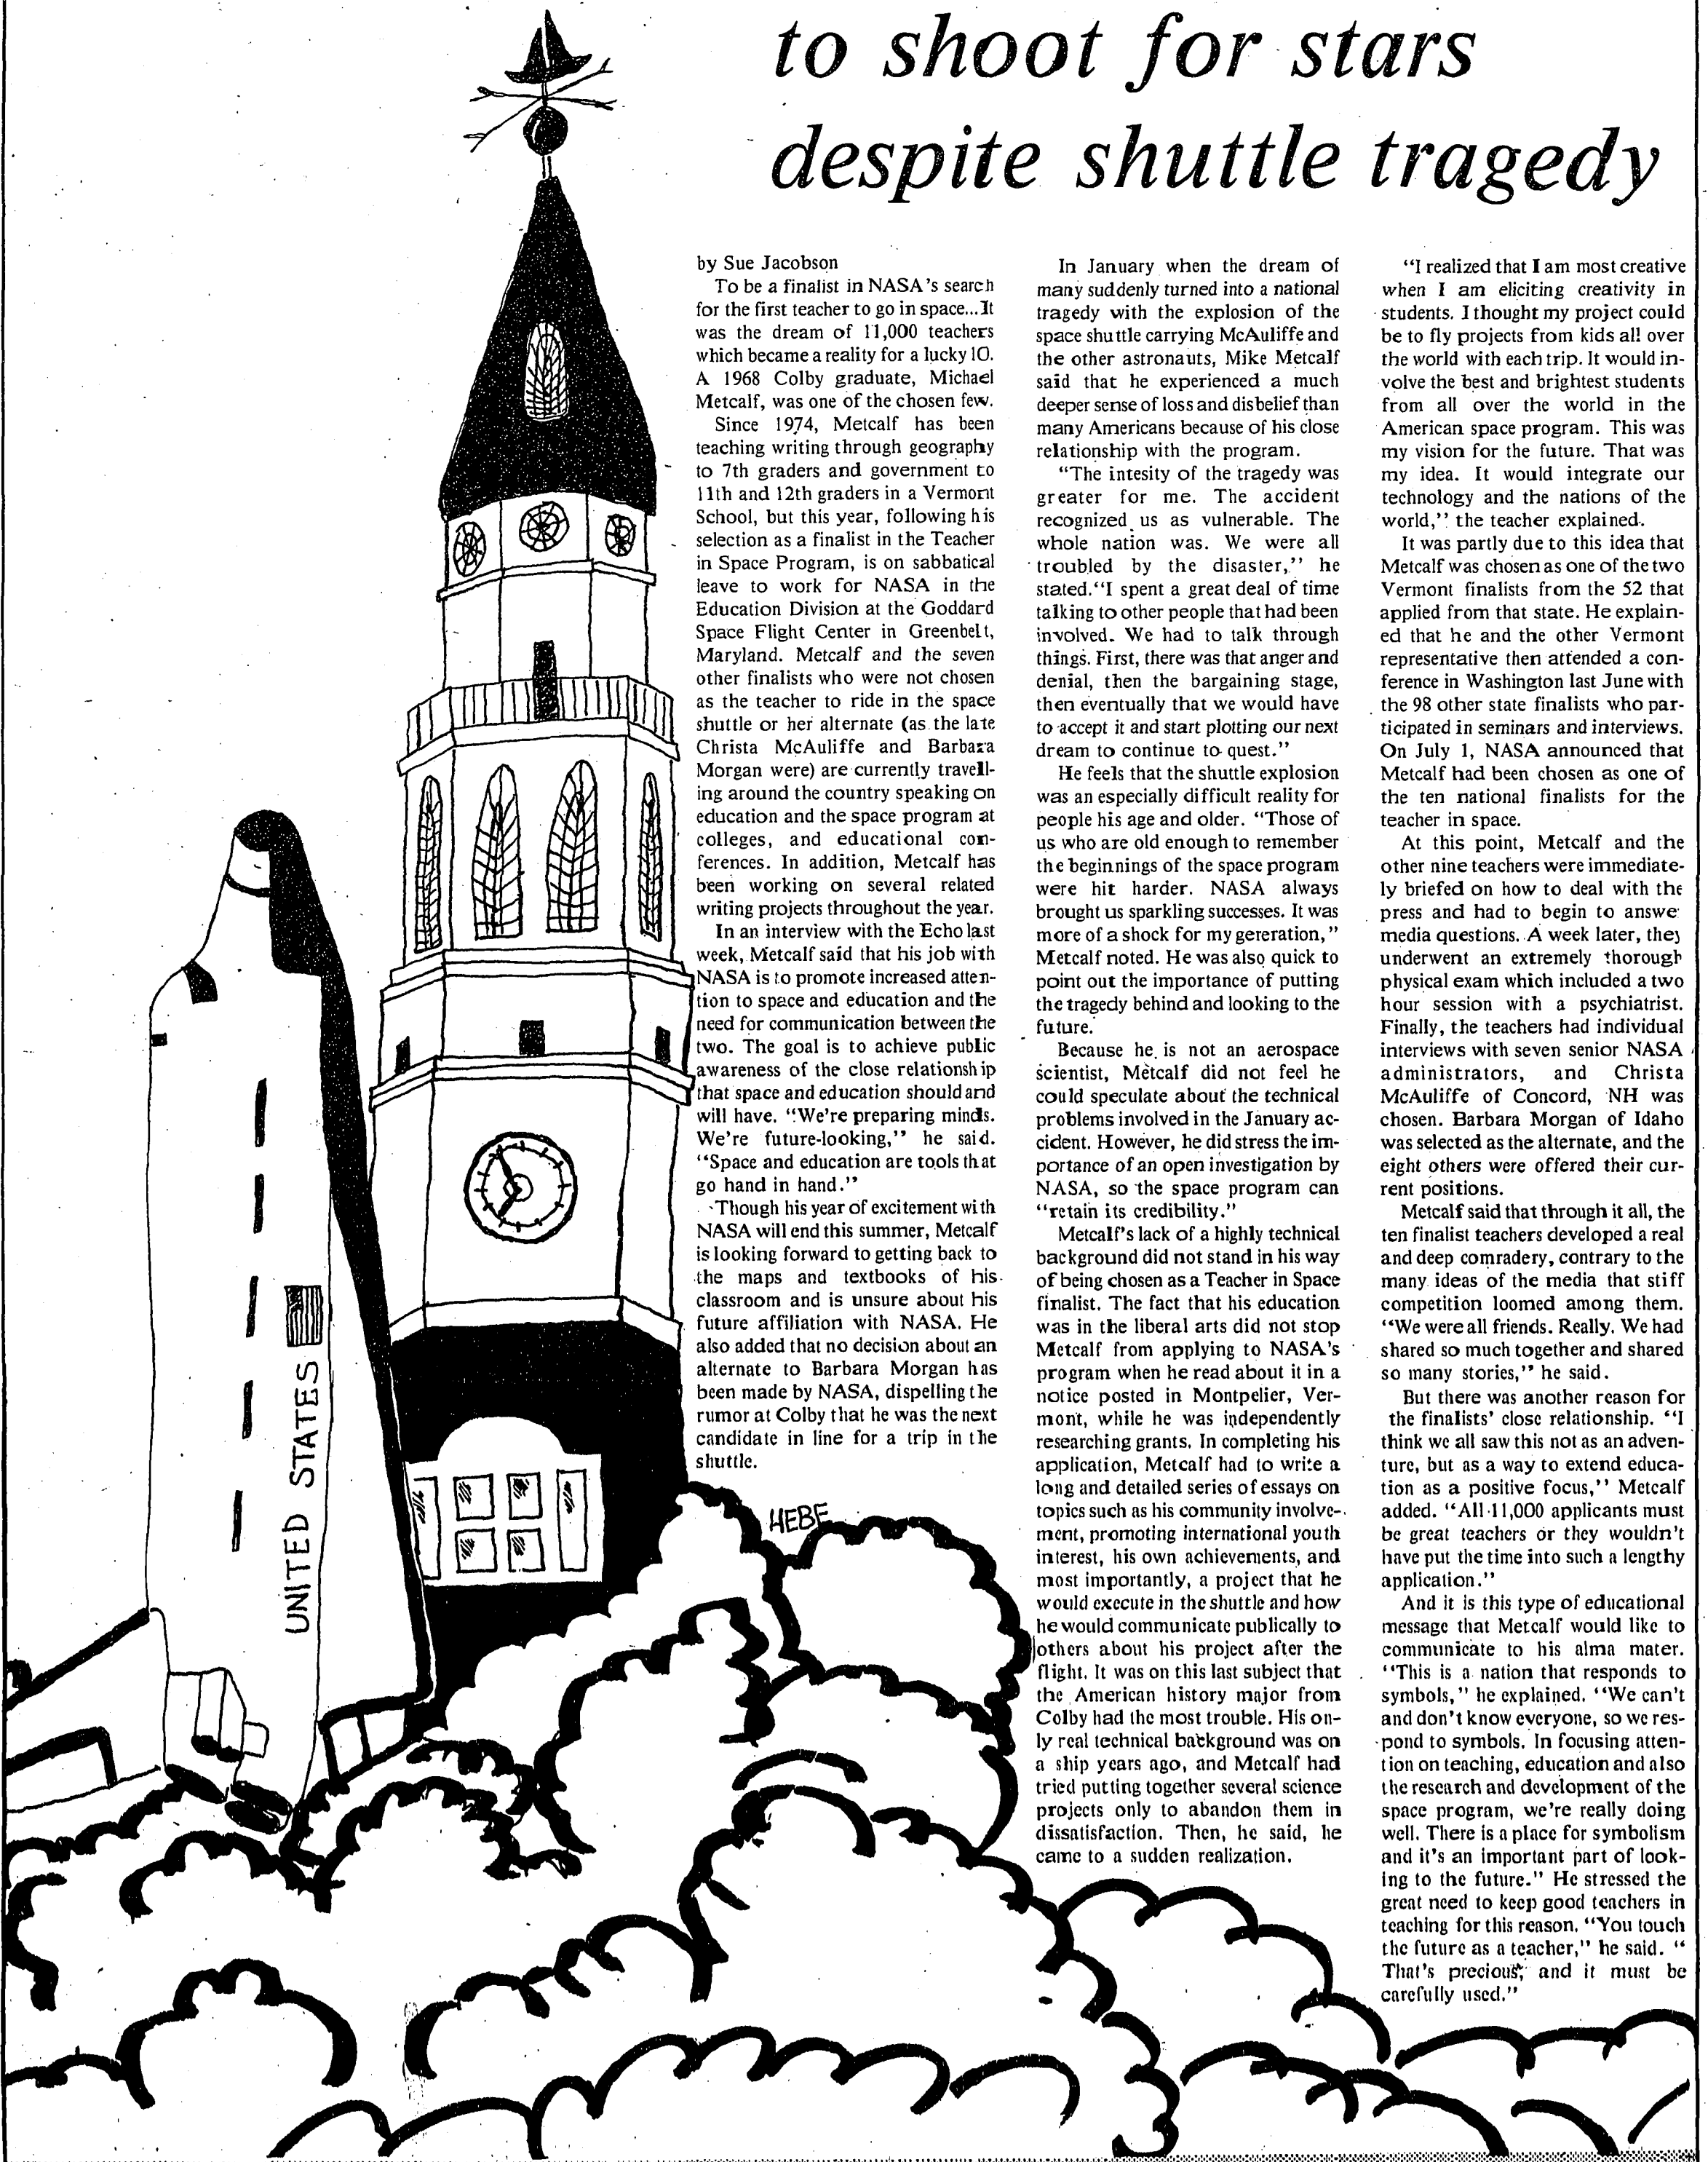 to shoot for stars
despite shuttle tragedy
by Sue Jacobson
To be a finalist in NASA's search
for the first teacher to go in space...It
was the dream of 11,000 teachers
which became a reality for a lucky 10.
A 1968 Colby graduate, Michael
Metcalf, was one of the chosen few.
Since 1974, Metcalf has been
teaching writing through geography
to 7th graders and government to
11th and 12th graders in a Vermont
School, but this year, following his
selection as a finalist in the Teacher
in Space Program, is on sabbatical
leave to work for NASA in the
Education Division at the Goddard
Space Flight Center in Greenbelt,
Maryland. Metcalf and the seven
other finalists who were not chosen
as the teacher to ride in the space
shuttle or her alternate (as the late
Christa McAuliffe and Barbara
Morgan were) are currently travell-
ing around the country speaking on
education and the space program at
colleges, and educational con-
ferences. In addition, Metcalf has
been working on several related
writing projects throughout the year.
In an interview with the Echo last
week, Metcalf said that his job with
NASA is to promote increased atten-
tion to space and education and the
need for communication between the
two. The goal is to achieve public
awareness of the close relationship
that space and education should and
will have. "We're preparing minds.
We're future-looking," he said.
"Space and education are tools that
go hand in hand."
Though his year of excitement with
NASA will end this summer, Metcalf
is looking forward to getting back to
the maps and textbooks of his
classroom and is unsure about his
future affiliation with NASA. He
also added that no decision about an
alternate to Barbara Morgan has
been made by NASA, dispelling the
rumor at Colby that he was the next
candidate in line for a trip in the
shuttle.
In January when the dream of
many suddenly turned into a national
tragedy with the explosion of the
space shuttle carrying McAuliffe and
the other astronauts, Mike Metcalf
said that he experienced a much
deeper sense of loss and disbelief than
many Americans because of his close
relationship with the program.
"The intesity of the tragedy was
greater for me. The accident
recognized us as vulnerable. The
whole nation was. We were all
troubled by the disaster," he
stated. "I spent a great deal of time
talking to other people that had been
involved. We had to talk through
things. First, there was that anger and
denial, then the bargaining stage,
then eventually that we would have
to accept it and start plotting our next
dream to continue to quest."
He feels that the shuttle explosion
was an especially difficult reality for
people his age and older. "Those of
us who are old enough to remember
the beginnings of the space program
were hit harder. NASA always
brought us sparkling successes. It was
more of a shock for my gereration,"
Metcalf noted. He was also quick to
point out the importance of putting
the tragedy behind and looking to the
future.
Because he is not an aerospace
scientist, Metcalf did not feel he
could speculate about the technical
problems involved in the January ac-
cident. However, he did stress the im-
portance of an open investigation by
NASA, so the space program can
"retain its credibility."
Metcalf's lack of a highly technical
background did not stand in his way
of being chosen as a Teacher in Space
finalist. The fact that his education
was in the liberal arts did not stop
Metcalf from applying to NASA's
program when he read about it in a
notice posted in Montpelier, Ver-
mont, while he was independently
researching grants. In completing his
application, Metcalf had to write a
long and detailed series of essays on
topics such as his community involve-
ment, promoting international youth
interest, his own achievements, and
most importantly, a project that he
would execute in the shuttle and how
he would communicate publically to
others about his project after the
flight. It was on this last subject that
the American history major from
Colby had the most trouble. His on-
ly real technical background was on
a ship years ago, and Metcalf had
tried putting together several science
projects only to abandon them in
dissatisfaction. Then, he said, he
came to a sudden realization.
"I realized that I am most creative
when I am eliciting creativity in
students. I thought my project could
be to fly projects from kids all over
the world with each trip. It would in-
volve the best and brightest students
from all over the world in the
American space program. This was
my vision for the future. That was
my idea. It would integrate our
technology and the nations of the
world," the teacher explained.
It was partly due to this idea that
Metcalf was chosen as one of the two
Vermont finalists from the 52 that
applied from that state. He explain-
ed that he and the other Vermont
representative then attended a con-
ference in Washington last June with
the 98 other state finalists who par-
ticipated in seminars and interviews.
On July 1, NASA announced that
Metcalf had been chosen as one of
the ten national finalists for the
teacher in space.
At this point, Metcalf and the
other nine teachers were immediate-
ly briefed on how to deal with the
press and had to begin to answe
media questions. A week later, they
underwent an extremely thorough
physical exam which included a two
hour session with a psychiatrist.
Finally, the teachers had individual
interviews with seven senior NASA
administrators, and Christa
McAuliffe of Concord, NH was
chosen. Barbara Morgan of Idaho
was selected as the alternate, and the
eight others were offered their cur-
rent positions.
Metcalf said that through it all, the
ten finalist teachers developed a real
and deep comradery, contrary to the
many ideas of the media that stiff
competition loomed among them.
"We were all friends. Really. We had
shared so much together and shared
so many stories," he said.
But there was another reason for
the finalists' close relationship. "I
think we all saw this not as an adven-
ture, but as a way to extend educa-
tion as a positive focus," Metcalf
added. "All 11,000 applicants must
be great teachers or they wouldn't
have put the time into such a lengthy
application."
And it is this type of educational
message that Metcalf would like to
communicate to his alma mater.
"This is a nation that responds to
symbols," he explained. "We can't
and don't know everyone, so we res-
pond to symbols. In focusing atten-
tion on teaching, education and also
the research and development of the
space program, we're really doing
well. There is a place for symbolism
and it's an important part of look-
ing to the future." He stressed the
great need to keep good teachers in
teaching for this reason. "You touch
the future as a teacher," he said. "
That's precious, and it must be
carefully used."
UNITED STATES
HEBE